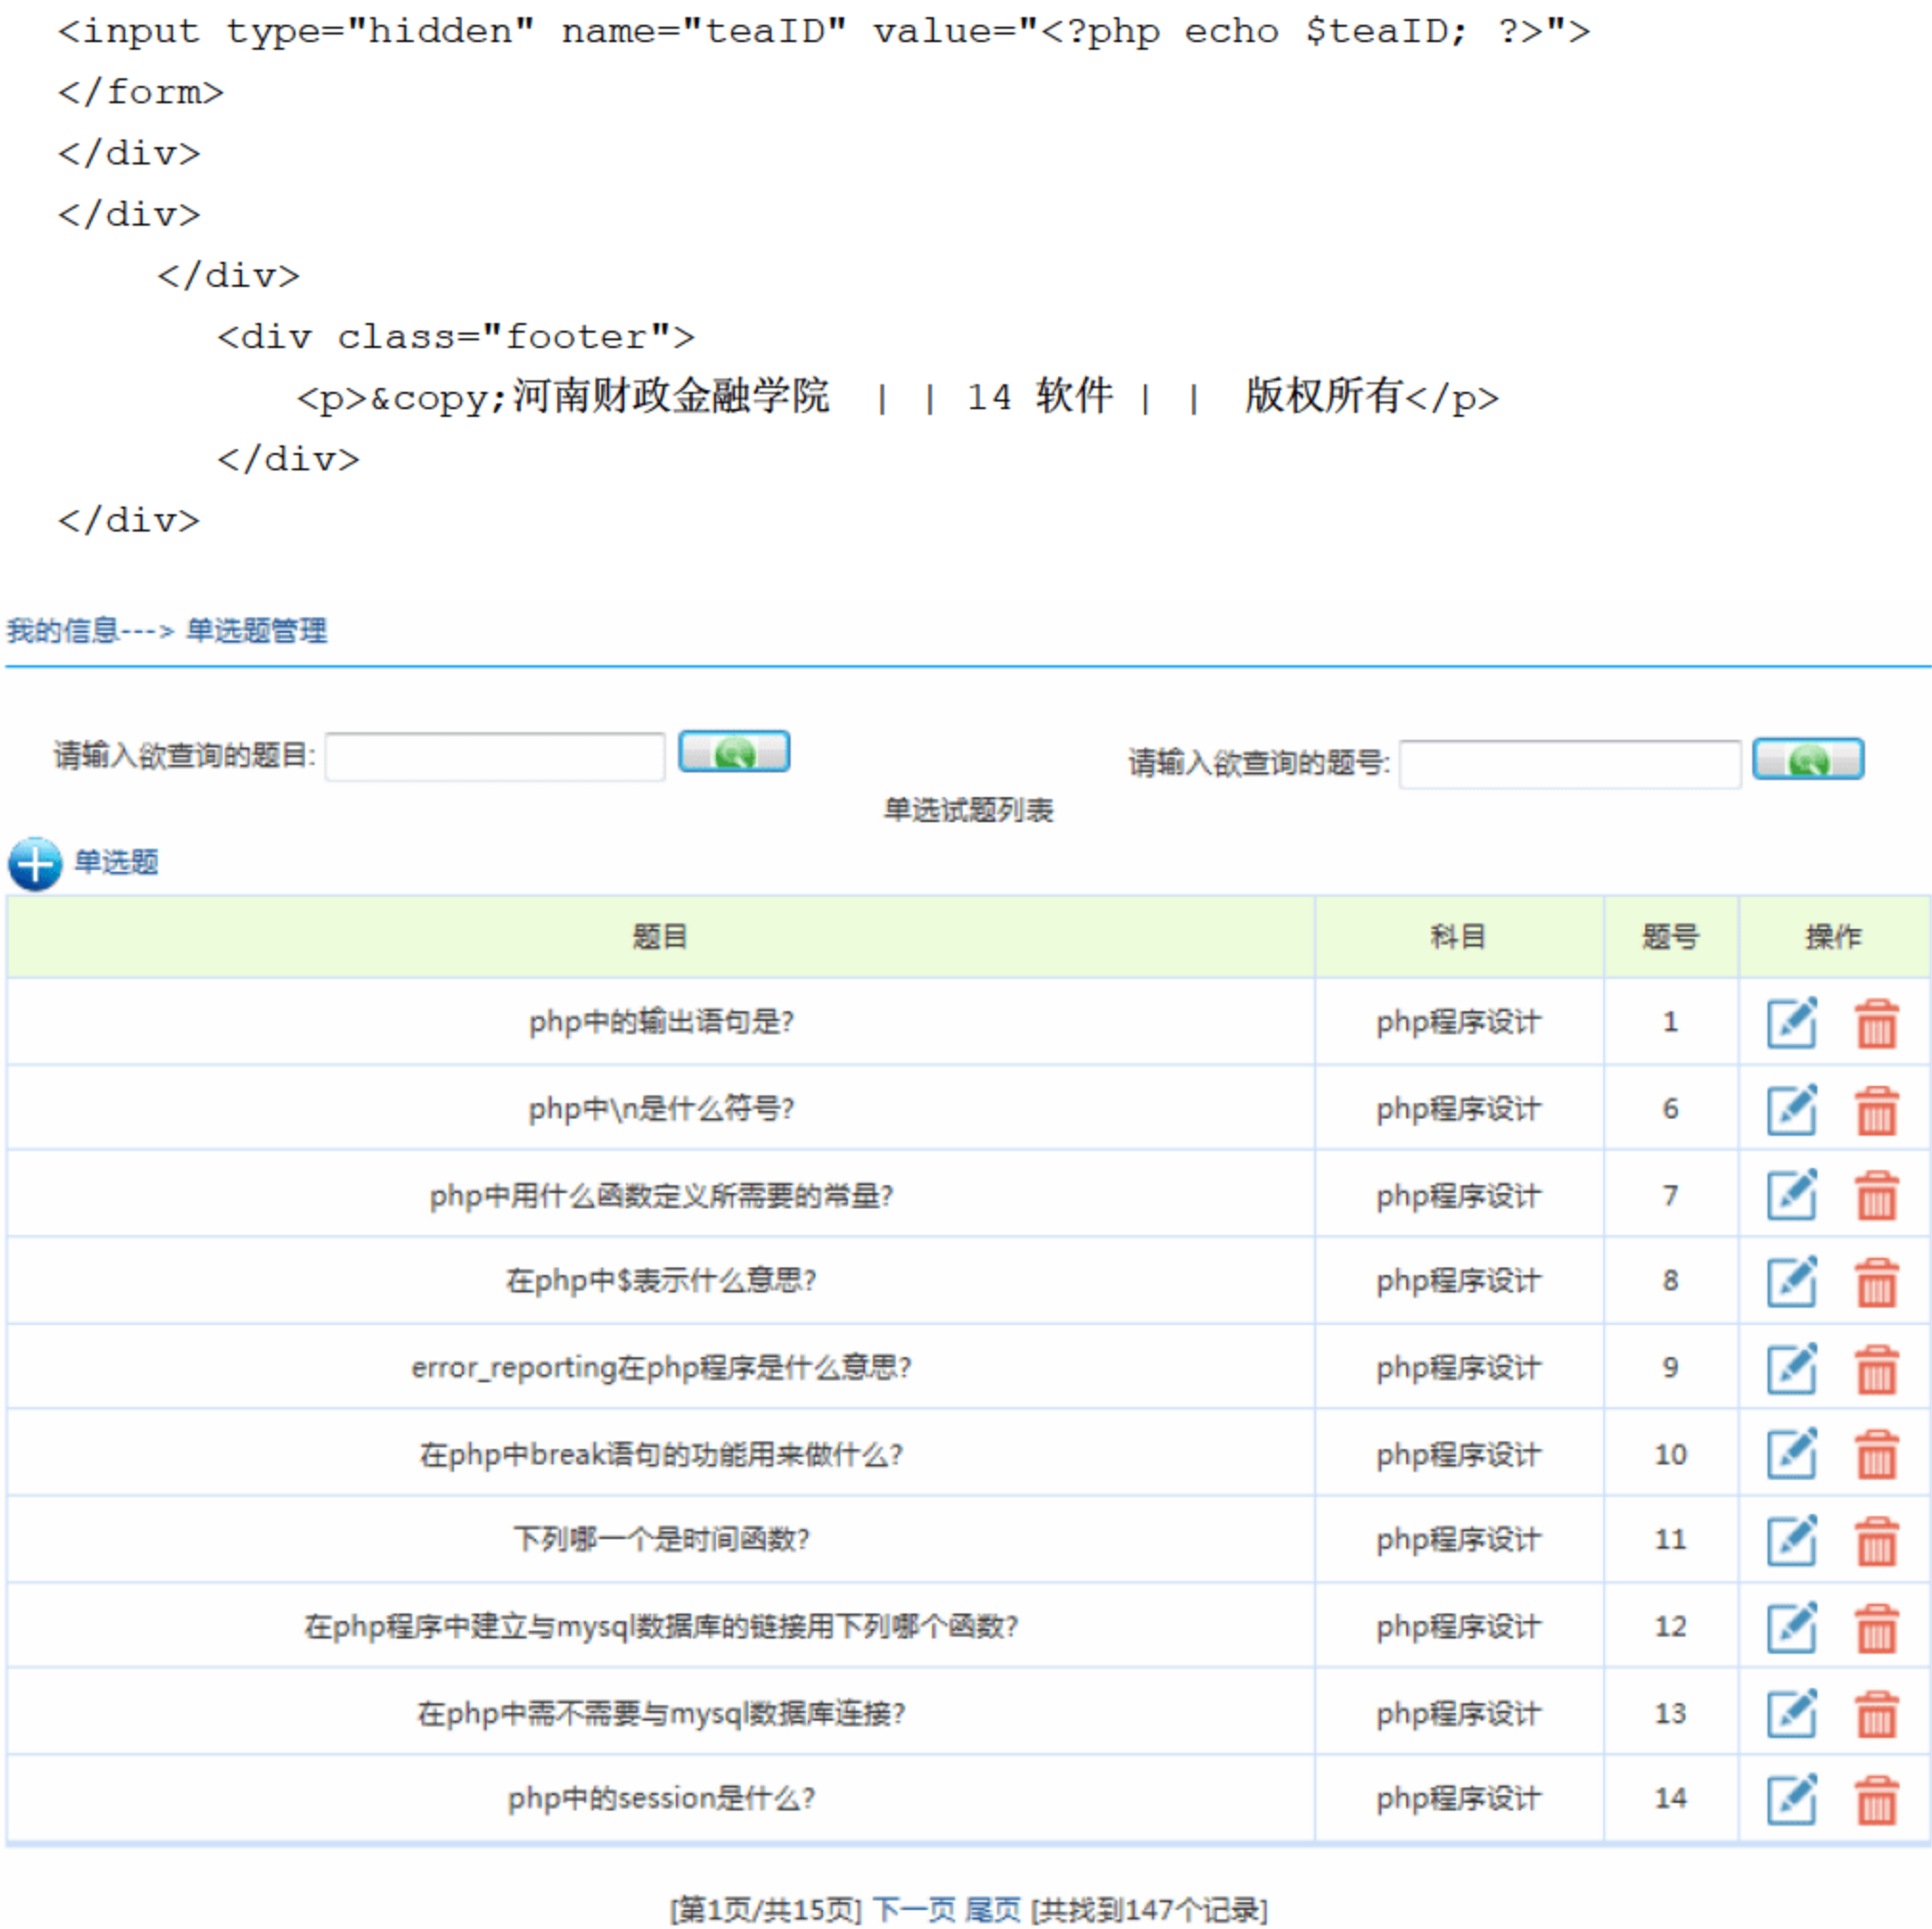 <input type="hidden" name="teaID" value="<?php echo $teaID; ?>">
</form>
</div>
</div>
</div>
<div class="footer">
<p>&copy;河南财政金融学院 | | 14 软件 | | 版权所有</p>
</div>
</div>
我的信息---> 单选题管理
请输入欲查询的题目: 请输入欲查询的题号:
单选试题列表
单选题
题目 科目 题号 操作
php中的输出语句是? php程序设计 1
php中\n是什么符号? php程序设计 6
php中用什么函数定义所需要的常量? php程序设计 7
在php中$表示什么意思? php程序设计 8
error_reporting在php程序是什么意思? php程序设计 9
在php中break语句的功能用来做什么? php程序设计 10
下列哪一个是时间函数? php程序设计 11
在php程序中建立与mysql数据库的链接用下列哪个函数? php程序设计 12
在php中需不需要与mysql数据库连接? php程序设计 13
php中的session是什么? php程序设计 14
[第1页/共15页] 下一页 尾页 [共找到147个记录]